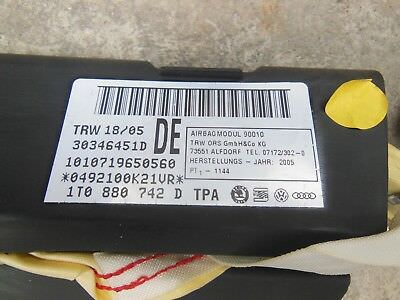 TRW 18/05 DE
30346451D
1010719650560
*0492100K21VR*
1T0 880 742 D TPA
AIRBAGMODUL 90010
TRW ORS GmbH&Co KG
73551 ALFDORF TEL. 07172/302-0
HERSTELLUNGS - JAHR: 2005
PT1 - 1144